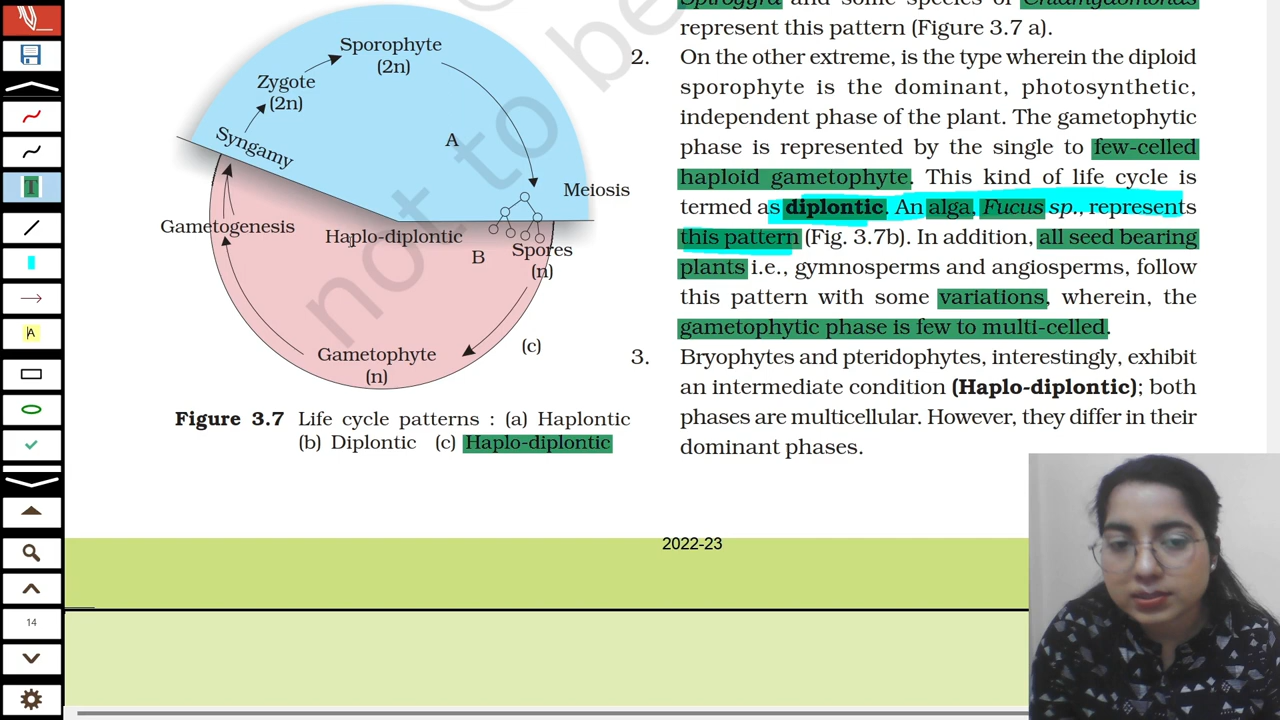 Sporophyte
(2n)
Zygote
(2n)
Syngamy
A
Meiosis
Gametogenesis
Haplo-diplontic
B
Spores
(n)
Gametophyte
(n)
(c)
not to be
Figure 3.7 Life cycle patterns : (a) Haplontic
(b) Diplontic (c) Haplo-diplontic
Spirogyra and some species of Chlamydomonas
represent this pattern (Figure 3.7 a).
2. On the other extreme, is the type wherein the diploid
sporophyte is the dominant, photosynthetic,
independent phase of the plant. The gametophytic
phase is represented by the single to few-celled
haploid gametophyte. This kind of life cycle is
termed as diplontic. An alga, Fucus sp., represents
this pattern (Fig. 3.7b). In addition, all seed bearing
plants i.e., gymnosperms and angiosperms, follow
this pattern with some variations, wherein, the
gametophytic phase is few to multi-celled.
3. Bryophytes and pteridophytes, interestingly, exhibit
an intermediate condition (Haplo-diplontic); both
phases are multicellular. However, they differ in their
dominant phases.
2022-23
T
A
14